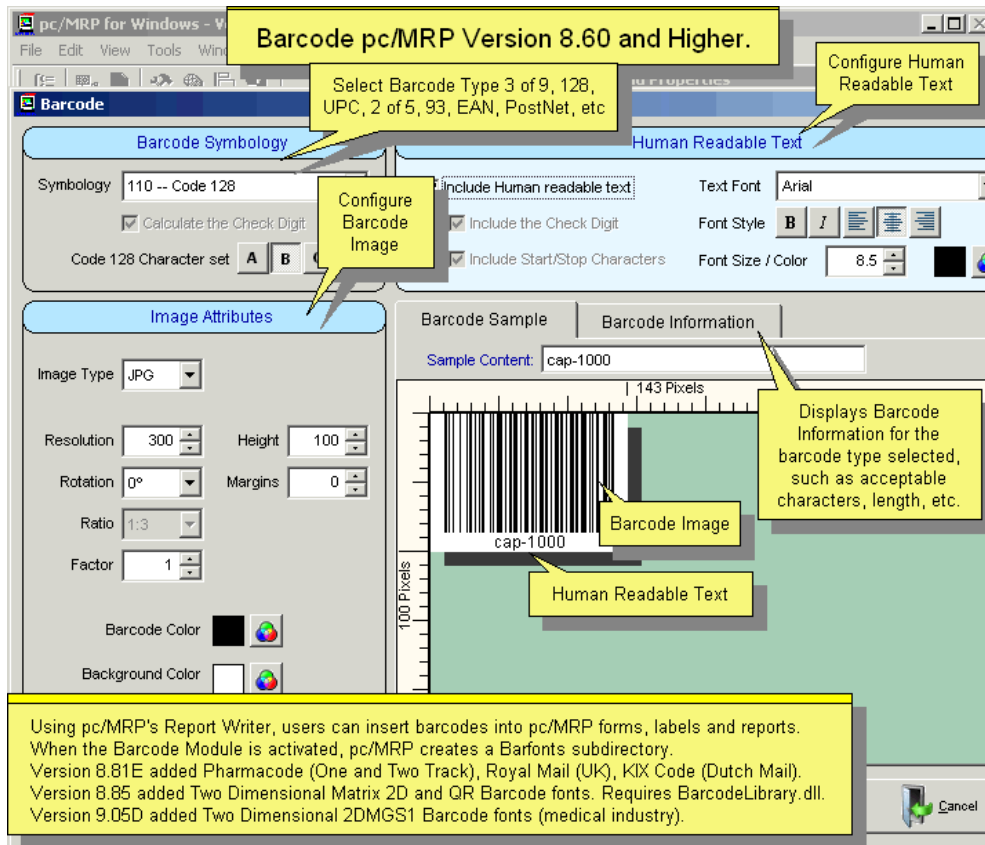 pc/MRP for Windows - V
Barcode pc/MRP Version 8.60 and Higher.
File Edit View Tools
Configure Human
Readable Text
Select Barcode Type 3 of 9, 128,
UPC, 2 of 5, 93, EAN, PostNet, etc
Properties
Barcode
Barcode Symbology
Human Readable Text
Symbology 110 -- Code 128
Calculate the Check Digit
Code 128 Character set A B
Configure
Barcode
Image
Include Human readable text
Text Font Arial
Include the Check Digit
Font Style B I
Include Start/Stop Characters
Font Size / Color 8.5
Image Attributes
Image Type JPG
Resolution 300 Height 100
Rotation 0° Margins 0
Ratio 1:3
Factor 1
Barcode Color
Background Color
Barcode Sample Barcode Information
Sample Content: cap-1000
143 Pixels
100 Pixels
cap-1000
Barcode Image
Human Readable Text
Displays Barcode
Information for the
barcode type selected,
such as acceptable
characters, length, etc.
Using pc/MRP's Report Writer, users can insert barcodes into pc/MRP forms, labels and reports.
When the Barcode Module is activated, pc/MRP creates a Barfonts subdirectory.
Version 8.81E added Pharmacode (One and Two Track), Royal Mail (UK), KIX Code (Dutch Mail).
Version 8.85 added Two Dimensional Matrix 2D and QR Barcode fonts. Requires BarcodeLibrary.dll.
Version 9.05D added Two Dimensional 2DMGS1 Barcode fonts (medical industry).
Cancel